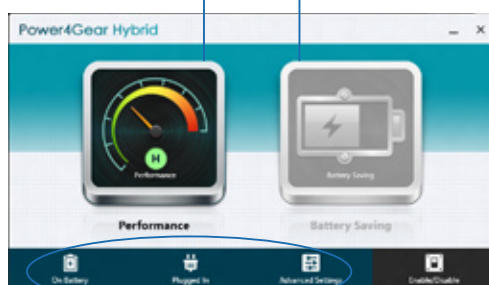 Power4Gear Hybrid
Performance
Battery Saving
Performance
Battery Saving
On Battery
Plugged In
Advanced Settings
Enable/Disable